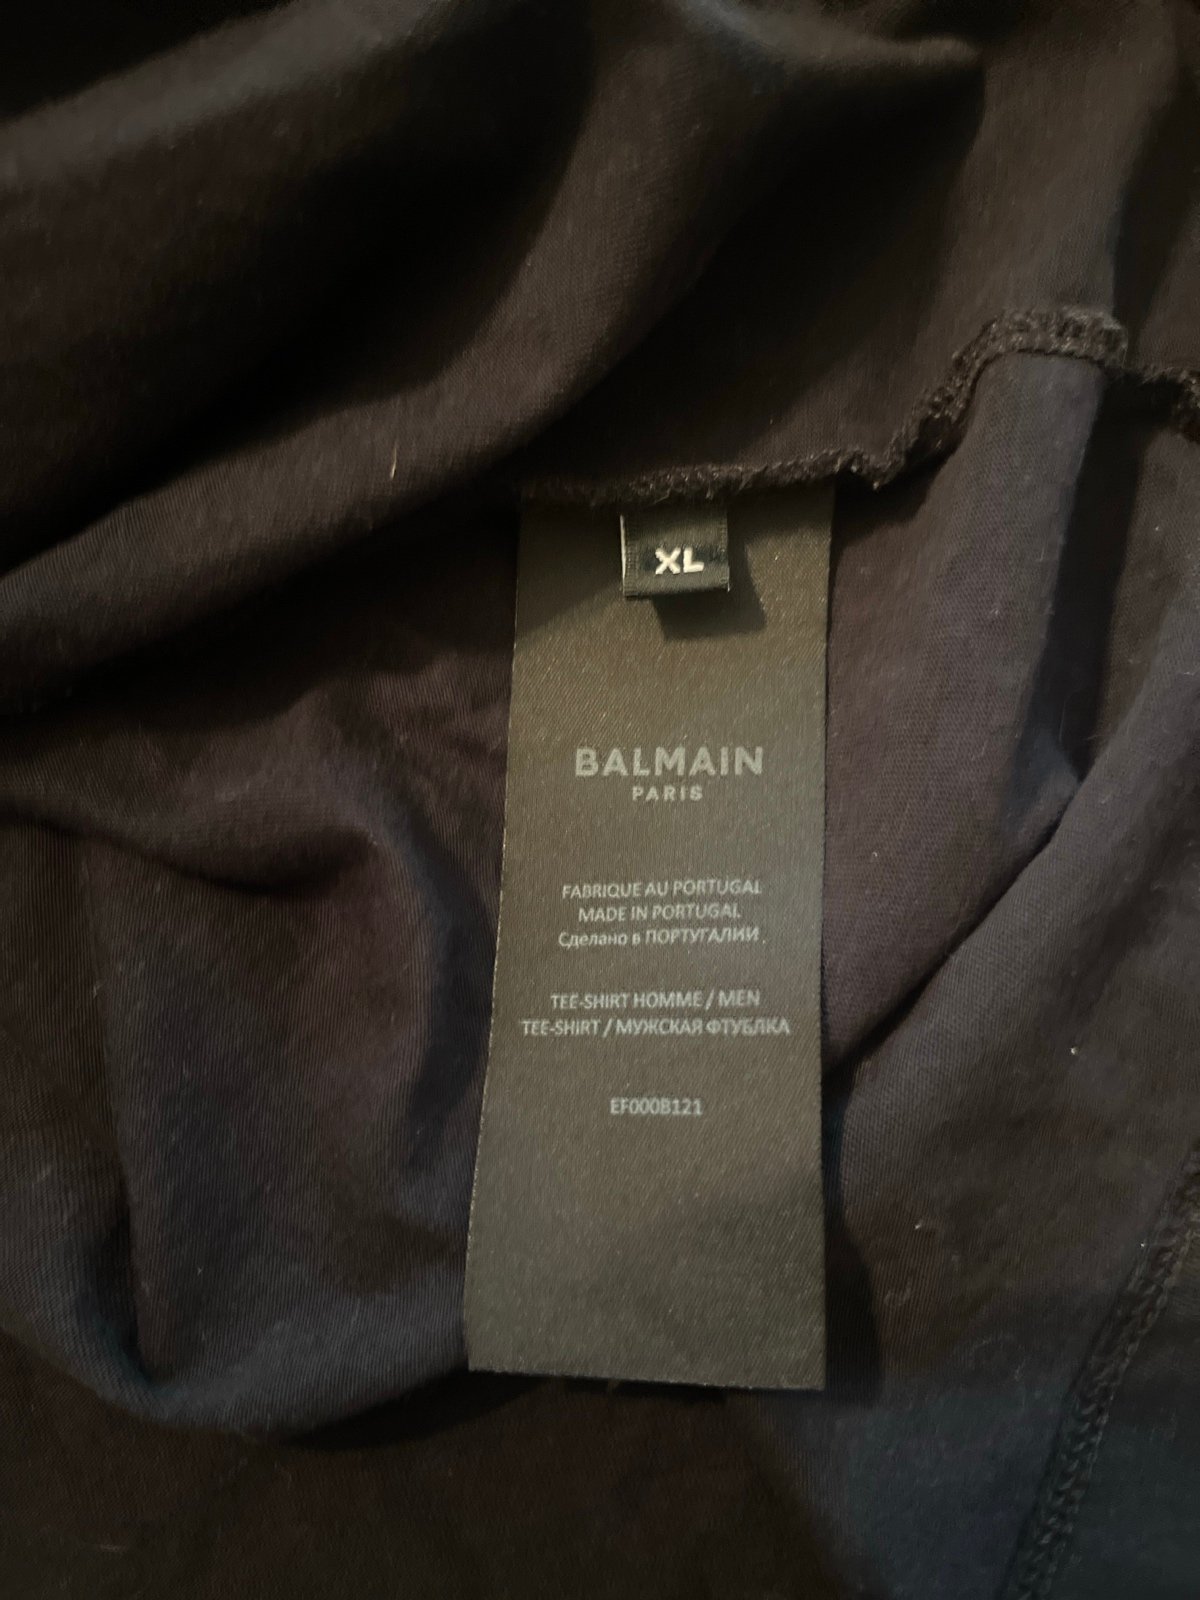 XL
BALMAIN
PARIS
FABRIQUE AU PORTUGAL
MADE IN PORTUGAL
Сделано в ПОРТУГАЛИИ
TEE-SHIRT HOMME / MEN
TEE-SHIRT / МУЖСКАЯ ФТУБЛКА
EF000B121